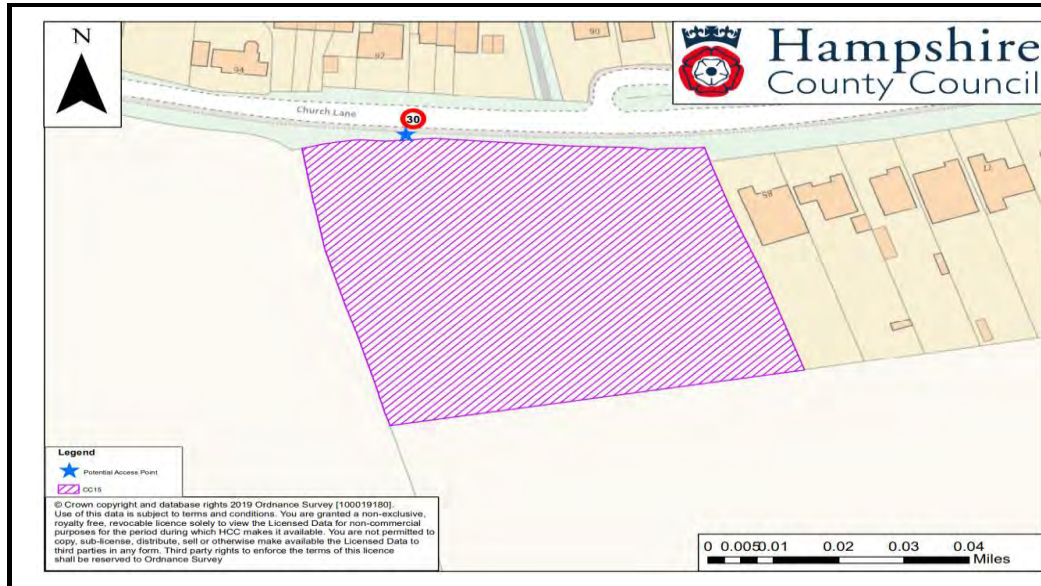 N
Hampshire
County Council
90
92
94
Church Lane
30
58
12
Legend
Potential Access Point
CC15
© Crown copyright and database rights 2019 Ordnance Survey [100019180].
Use of this data is subject to terms and conditions. You are granted a non-exclusive,
royalty free, revocable licence solely to view the Licensed Data for non-commercial
purposes for the period during which HCC makes it available. You are not permitted to
copy, sub-license, distribute, sell or otherwise make available the Licensed Data to
third parties in any form. Third party rights to enforce the terms of this licence
shall be reserved to Ordnance Survey
0 0.005 0.01 0.02 0.03 0.04
Miles